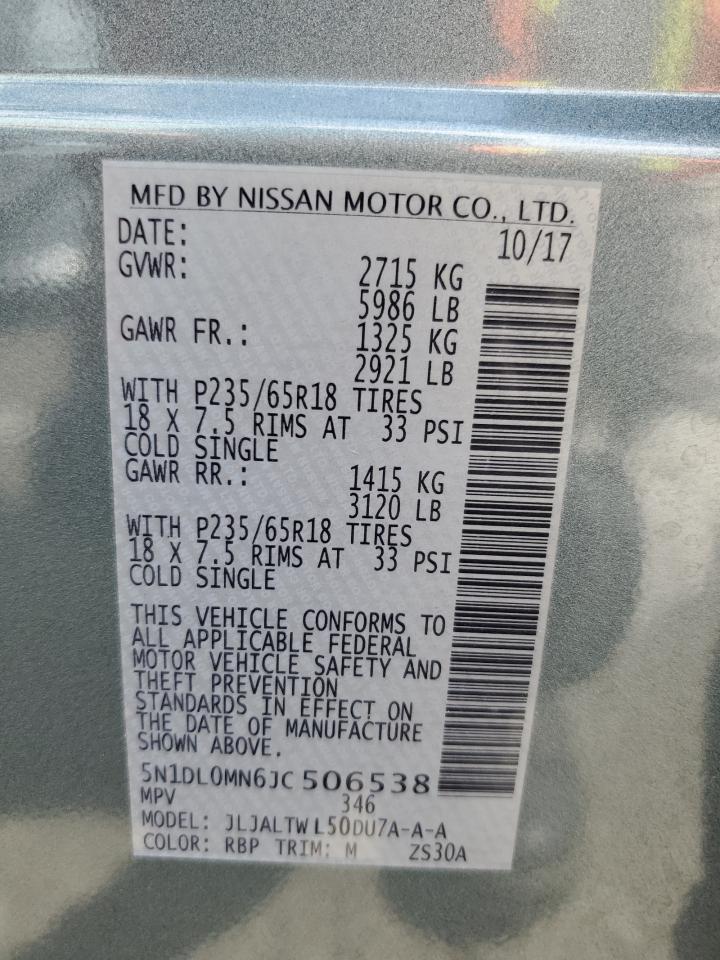 MFD BY NISSAN MOTOR CO., LTD.
DATE: 10/17
GVWR: 2715 KG
5986 LB
GAWR FR.: 1325 KG
2921 LB
WITH P235/65R18 TIRES
18 X 7.5 RIMS AT 33 PSI
COLD SINGLE
GAWR RR.: 1415 KG
3120 LB
WITH P235/65R18 TIRES
18 X 7.5 RIMS AT 33 PSI
COLD SINGLE
THIS VEHICLE CONFORMS TO
ALL APPLICABLE FEDERAL
MOTOR VEHICLE SAFETY AND
THEFT PREVENTION
STANDARDS IN EFFECT ON
THE DATE OF MANUFACTURE
SHOWN ABOVE.
5N1DL0MN6JC506538
MPV 346
MODEL: JLJALTWL50DU7A-A-A
COLOR: RBP TRIM: M ZS30A